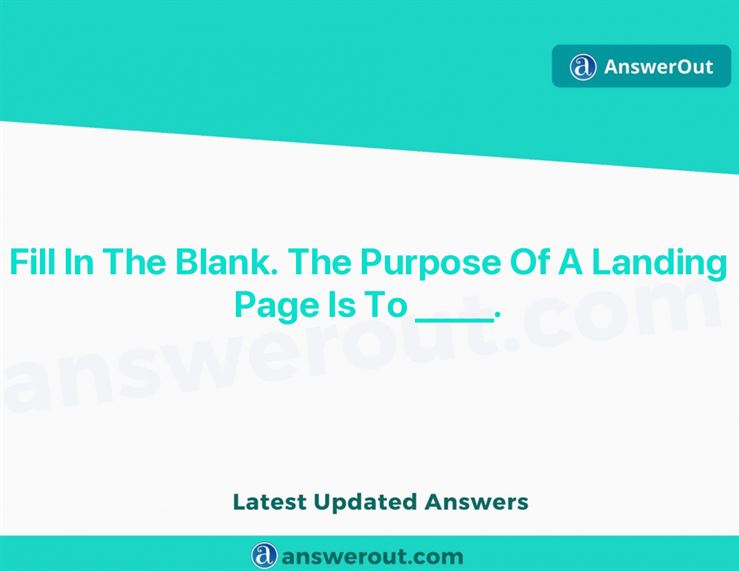 AnswerOut
Fill In The Blank. The Purpose Of A Landing
Page Is To _____.
answerout.com
Latest Updated Answers
answerout.com